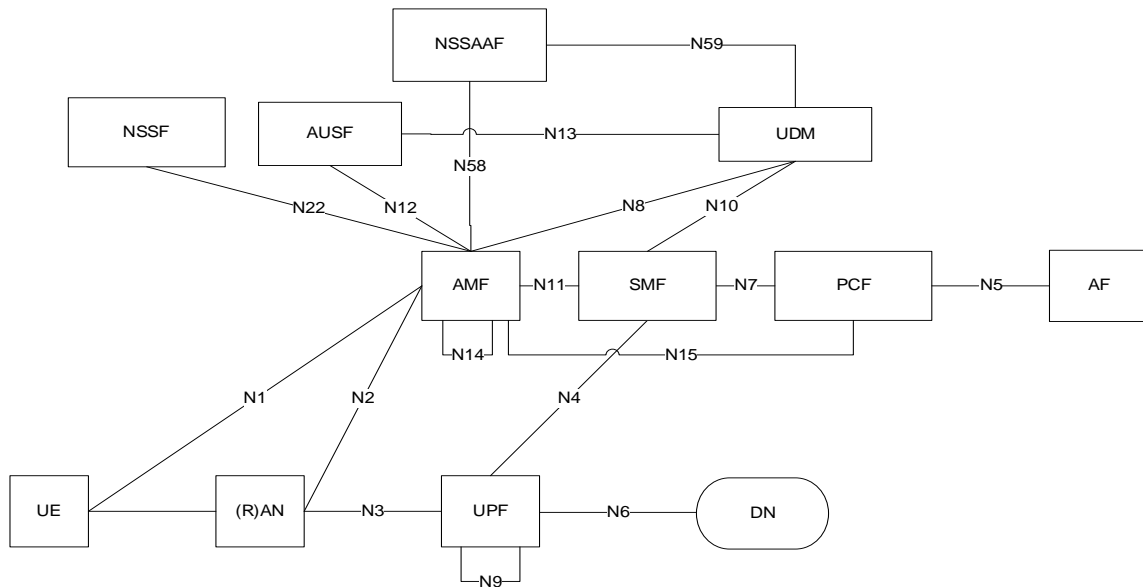 NSSAAF
N59
NSSF
AUSF
N13
UDM
N58
N22
N12
N8
N10
AMF
N11
SMF
N7
PCF
N5
AF
N14
N15
N1
N2
N4
UE
(R)AN
N3
UPF
N6
DN
N9